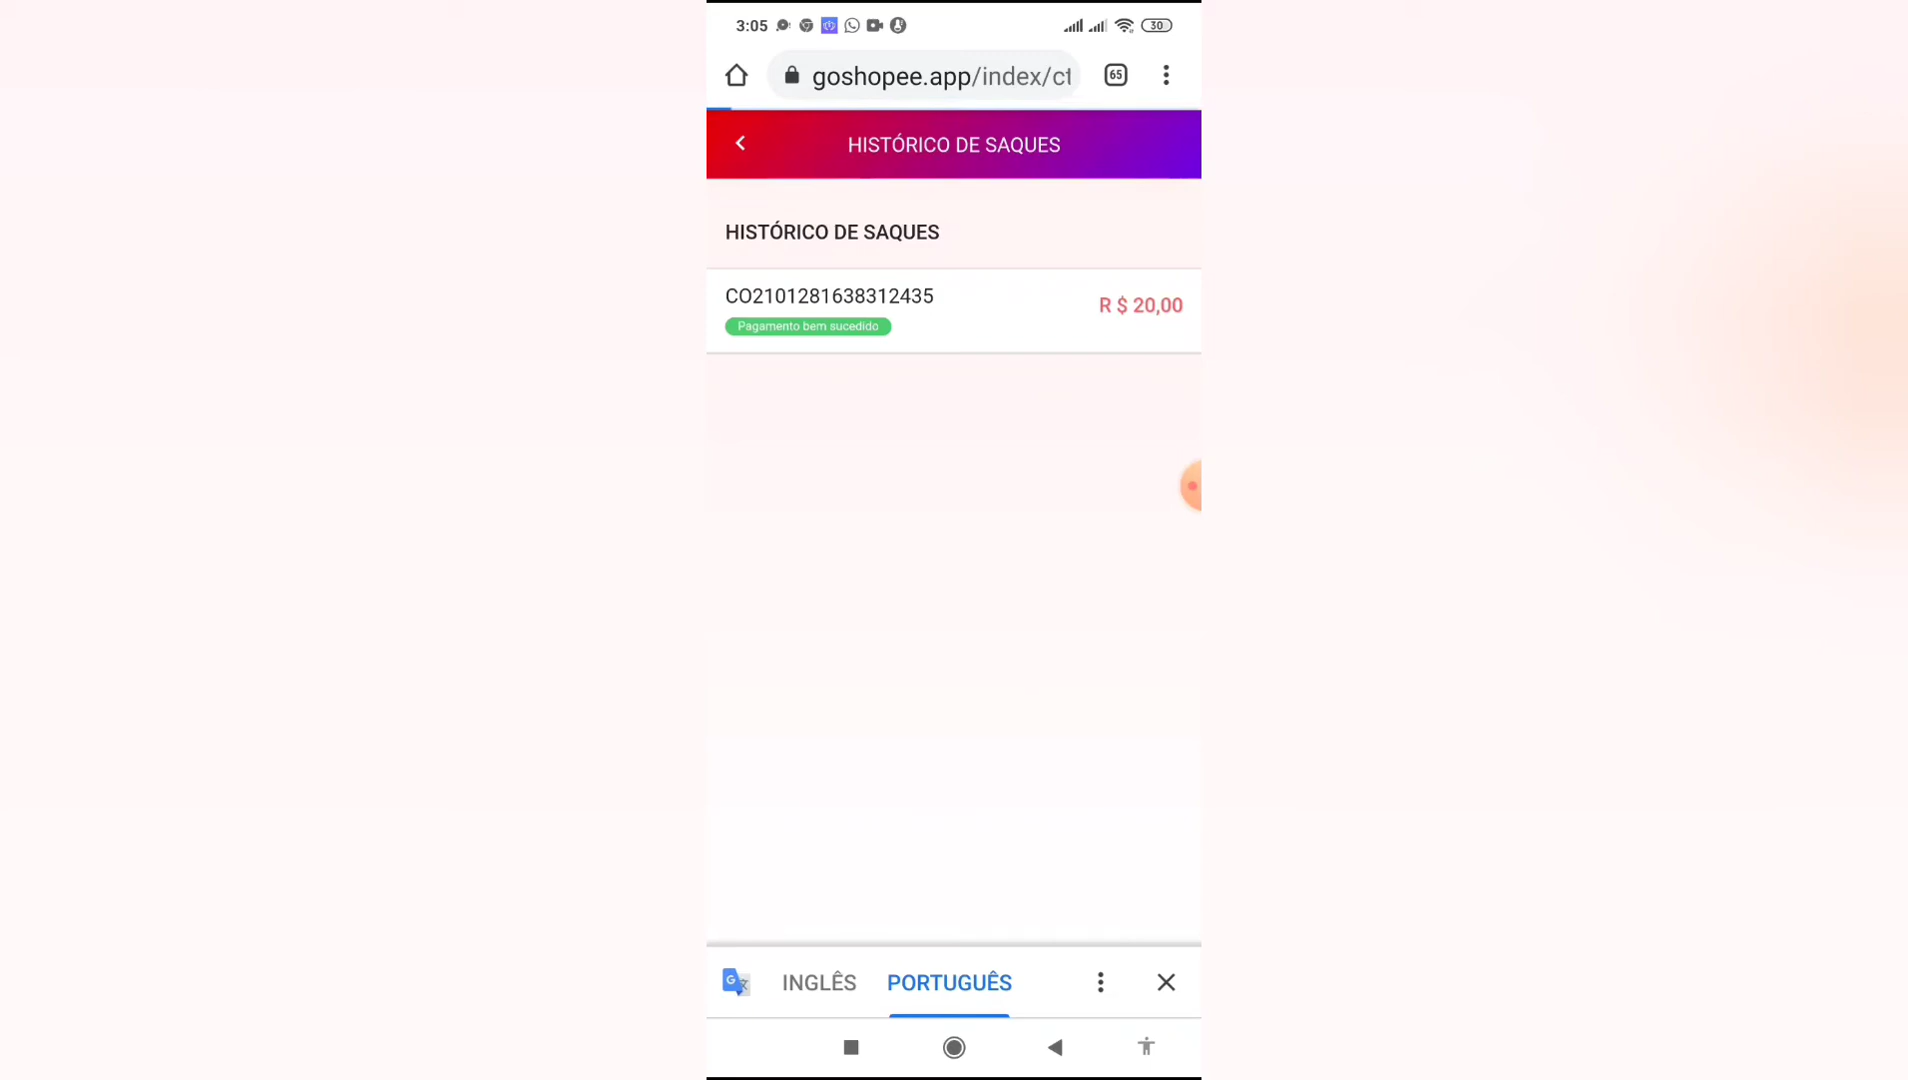 3:05
30
goshopee.app/index/ct
65
HISTÓRICO DE SAQUES
HISTÓRICO DE SAQUES
CO2101281638312435
R $ 20,00
Pagamento bem sucedido
INGLÊS PORTUGUÊS